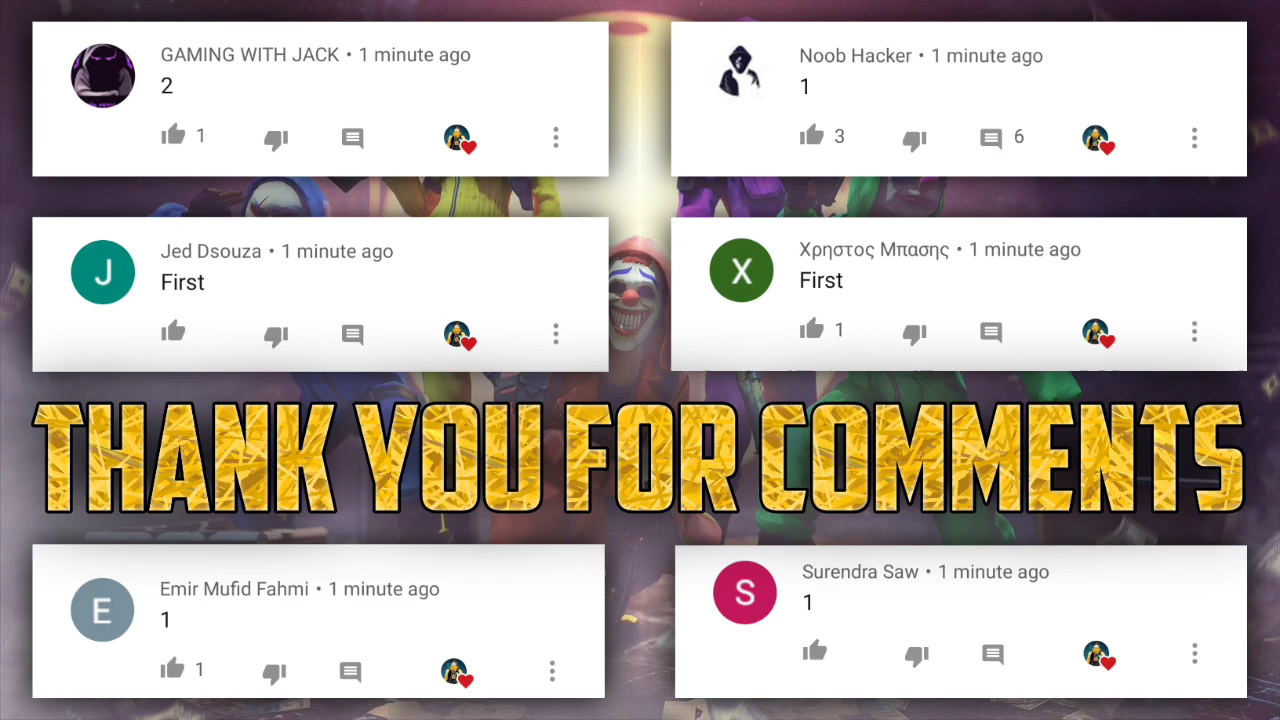 GAMING WITH JACK • 1 minute ago
2
1
Noob Hacker • 1 minute ago
1
3
6
J
Jed Dsouza • 1 minute ago
First
X
Χρηστος Μπασης • 1 minute ago
First
1
THANK YOU FOR COMMENTS
E
Emir Mufid Fahmi • 1 minute ago
1
1
S
Surendra Saw • 1 minute ago
1